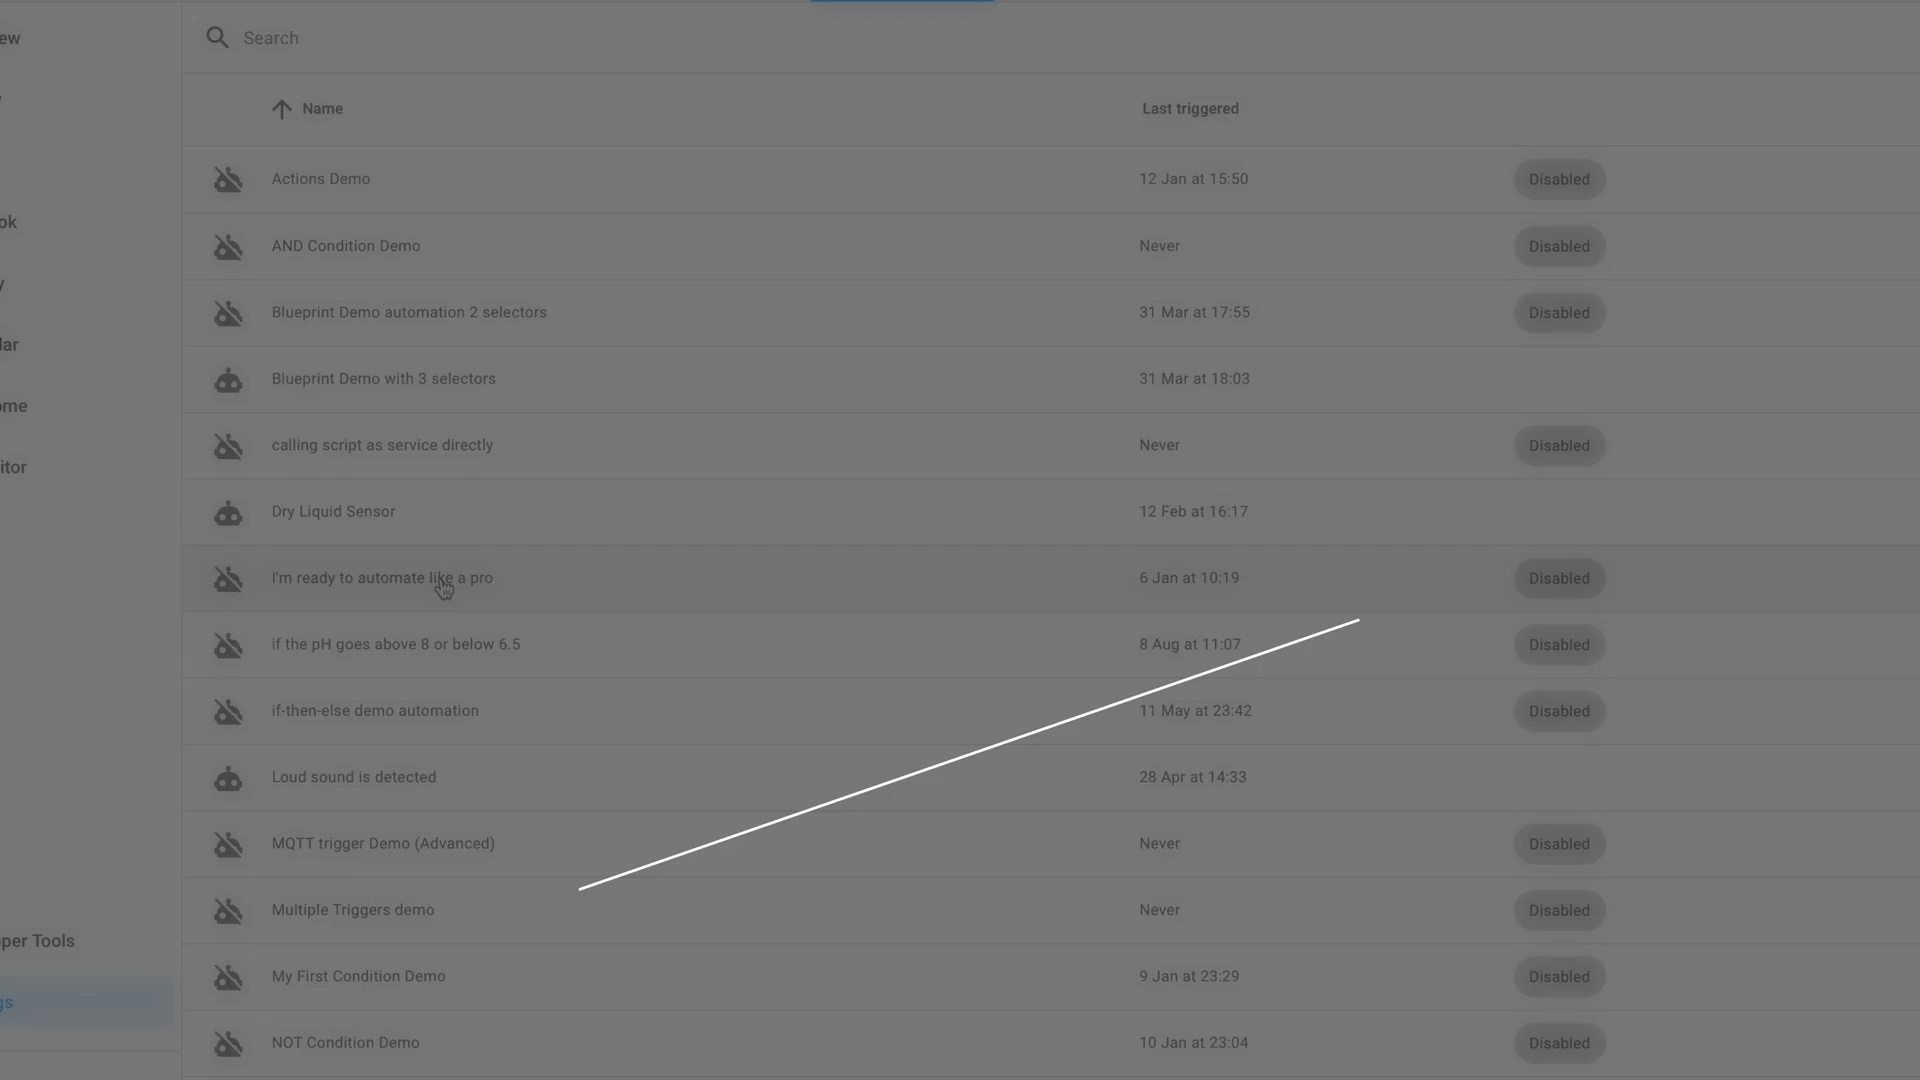 ew
Search
Name Last triggered
Actions Demo 12 Jan at 15:50 Disabled
ok
AND Condition Demo Never Disabled
y
Blueprint Demo automation 2 selectors 31 Mar at 17:55 Disabled
lar
Blueprint Demo with 3 selectors 31 Mar at 18:03
ome
calling script as service directly Never Disabled
itor
Dry Liquid Sensor 12 Feb at 16:17
I'm ready to automate like a pro 6 Jan at 10:19 Disabled
if the pH goes above 8 or below 6.5 8 Aug at 11:07 Disabled
if-then-else demo automation 11 May at 23:42 Disabled
Loud sound is detected 28 Apr at 14:33
MQTT trigger Demo (Advanced) Never Disabled
Multiple Triggers demo Never Disabled
per Tools
My First Condition Demo 9 Jan at 23:29 Disabled
gs
NOT Condition Demo 10 Jan at 23:04 Disabled